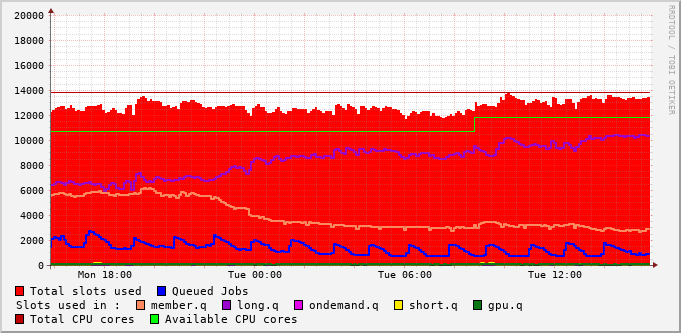 20000
18000
16000
14000
12000
10000
8000
6000
4000
2000
0
Mon 18:00 Tue 00:00 Tue 06:00 Tue 12:00
Total slots used Queued Jobs
Slots used in : member.q long.q ondemand.q short.q gpu.q
Total CPU cores Available CPU cores
RRDTOOL / TOBI OETIKER